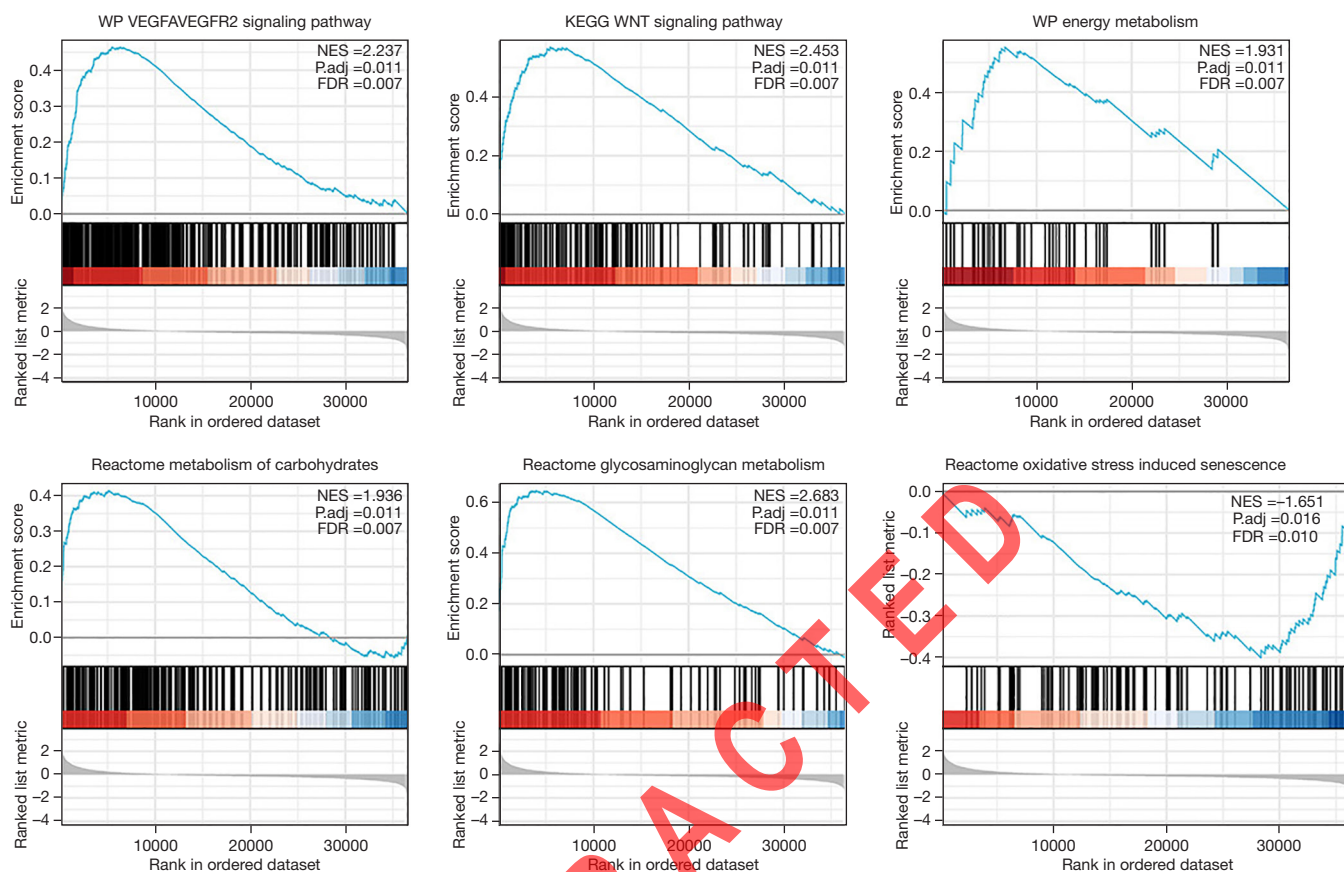 WP VEGFAVEGFR2 signaling pathway
NES =2.237
P.adj =0.011
FDR =0.007
Enrichment score
0.4
0.3
0.2
0.1
0.0
Ranked list metric
2
0
−2
−4
10000 20000 30000
Rank in ordered dataset
KEGG WNT signaling pathway
NES =2.453
P.adj =0.011
FDR =0.007
Enrichment score
0.4
0.2
0.0
Ranked list metric
2
0
−2
−4
10000 20000 30000
Rank in ordered dataset
WP energy metabolism
NES =1.931
P.adj =0.011
FDR =0.007
Enrichment score
0.4
0.2
0.0
Ranked list metric
2
0
−2
−4
10000 20000 30000
Rank in ordered dataset
Reactome metabolism of carbohydrates
NES =1.936
P.adj =0.011
FDR =0.007
Enrichment score
0.4
0.3
0.2
0.1
0.0
Ranked list metric
2
0
−2
−4
10000 20000 30000
Rank in ordered dataset
Reactome glycosaminoglycan metabolism
NES =2.683
P.adj =0.011
FDR =0.007
Enrichment score
0.6
0.4
0.2
0.0
Ranked list metric
2
0
−2
−4
10000 20000 30000
Rank in ordered dataset
Reactome oxidative stress induced senescence
NES =−1.651
P.adj =0.016
FDR =0.010
Ranked list metric
0.0
−0.1
−0.2
−0.3
−0.4
Ranked list metric
2
0
−2
−4
10000 20000 30000
Rank in ordered dataset
ACTED